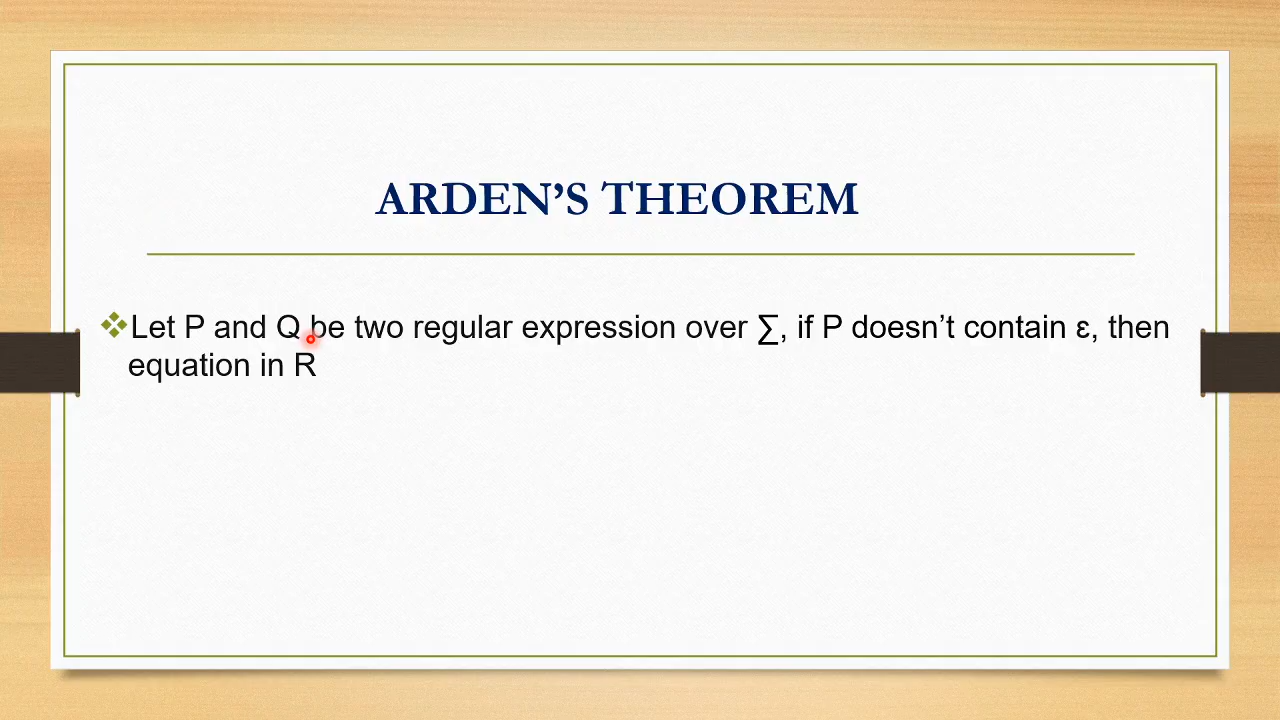 ARDEN’S THEOREM
Let P and Q be two regular expression over ∑, if P doesn’t contain ε, then
equation in R